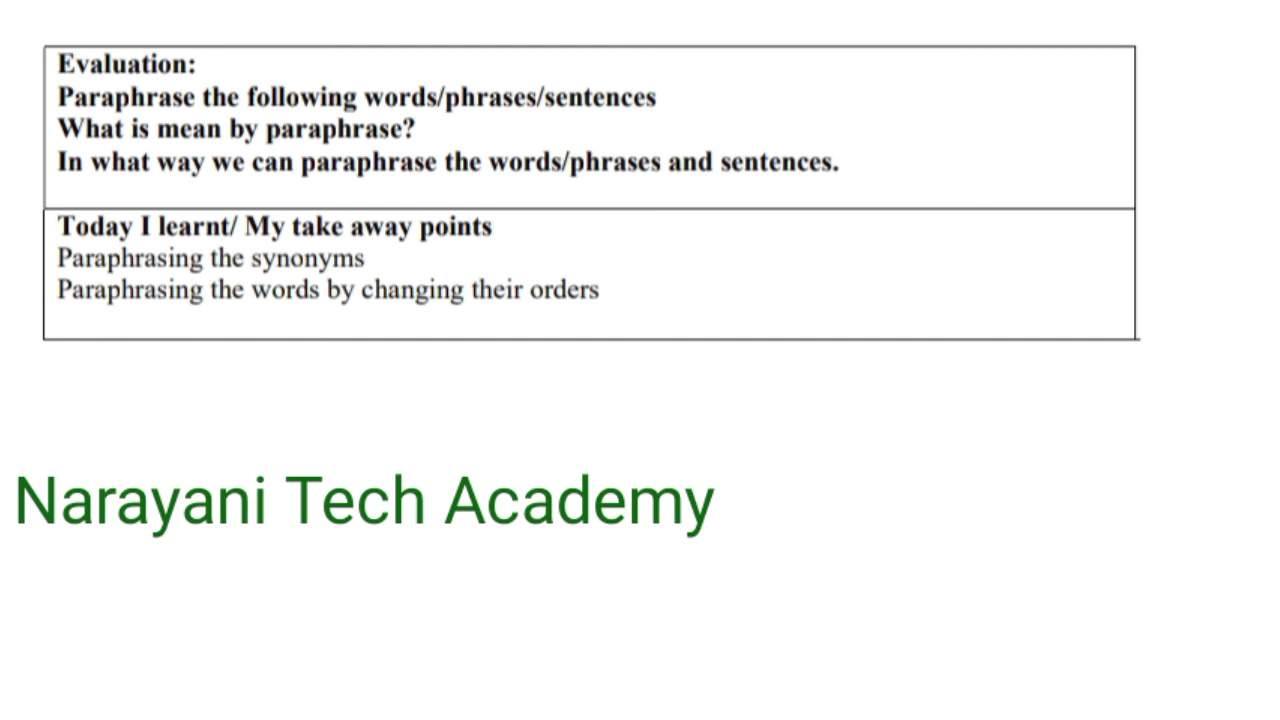 Evaluation:
Paraphrase the following words/phrases/sentences
What is mean by paraphrase?
In what way we can paraphrase the words/phrases and sentences.
Today I learnt/ My take away points
Paraphrasing the synonyms
Paraphrasing the words by changing their orders
Narayani Tech Academy